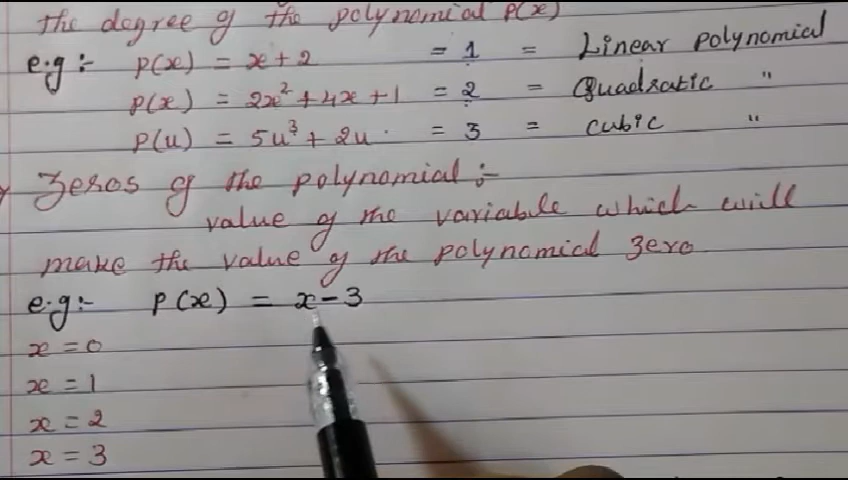 the degree of the polynomial P(x)
e.g :- P(x) = x + 2 = 1 = Linear polynomial
P(x) = 2x² + 4x + 1 = 2 = Quadratic "
P(u) = 5u³ + 2u . = 3 = cubic "
Zeros of the polynomial :-
value of the variable which will
make the value of the polynomial zero
e.g:- P(x) = x - 3
x = 0
x = 1
x = 2
x = 3